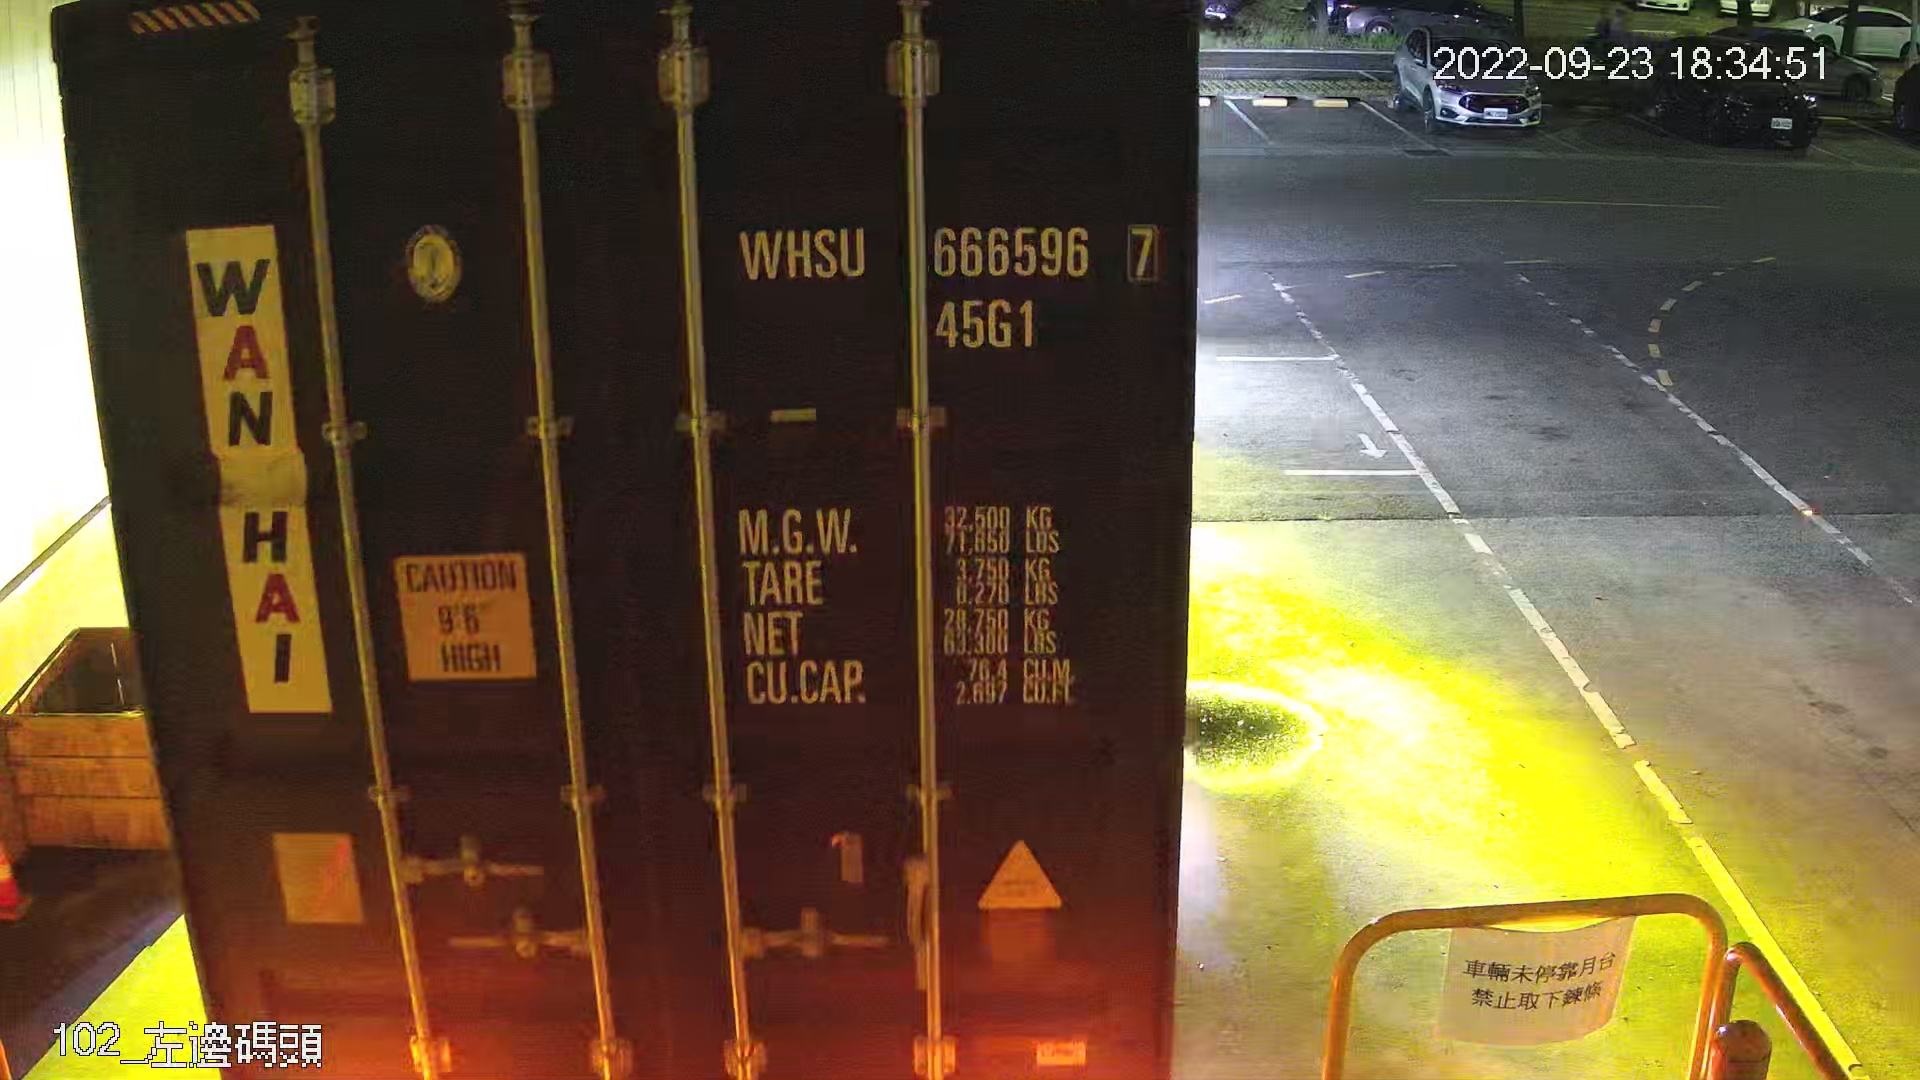 2022-09-23 18:34:51
WAN HAI
WHSU 666596 7
45G1
CAUTION
9'6"
HIGH
M.G.W. 32,500 KG
71,650 LBS
TARE 3,750 KG
8,270 LBS
NET 28,750 KG
63,380 LBS
CU.CAP. 76.4 CU.M.
2,697 CU.FT.
車輛未停靠月台
禁止取下鍊條
102_左邊碼頭